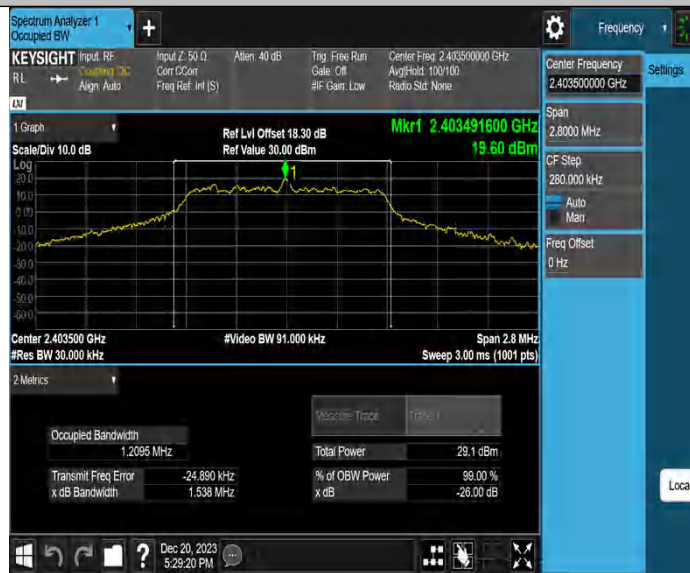 Spectrum Analyzer 1
Occupied BW
+
Frequency
KEYSIGHT
Input: RF
Coupling: DC
Align: Auto
Input Z: 50 Ω
Corr CCorr
Freq Ref: Int (S)
Atten: 40 dB
Trig: Free Run
Gate: Off
#IF Gain: Low
Center Freq: 2.403500000 GHz
Avg|Hold: 100/100
Radio Std: None
RL
LXI
Center Frequency
2.403500000 GHz
Settings
Span
2.8000 MHz
CF Step
280.000 kHz
Auto
Man
Freq Offset
0 Hz
1 Graph
Scale/Div 10.0 dB
Ref Lvl Offset 18.30 dB
Ref Value 30.00 dBm
Mkr1 2.403491600 GHz
19.60 dBm
Log
20.0
10.0
0.00
-10.0
-20.0
-30.0
-40.0
-50.0
-60.0
1
Center 2.403500 GHz
#Res BW 30.000 kHz
#Video BW 91.000 kHz
Span 2.8 MHz
Sweep 3.00 ms (1001 pts)
2 Metrics
Measure Trace
Trace 1
Occupied Bandwidth
1.2095 MHz
Total Power
29.1 dBm
Transmit Freq Error
-24.890 kHz
% of OBW Power
99.00 %
x dB Bandwidth
1.538 MHz
x dB
-26.00 dB
Loca
?
Dec 20, 2023
5:29:20 PM